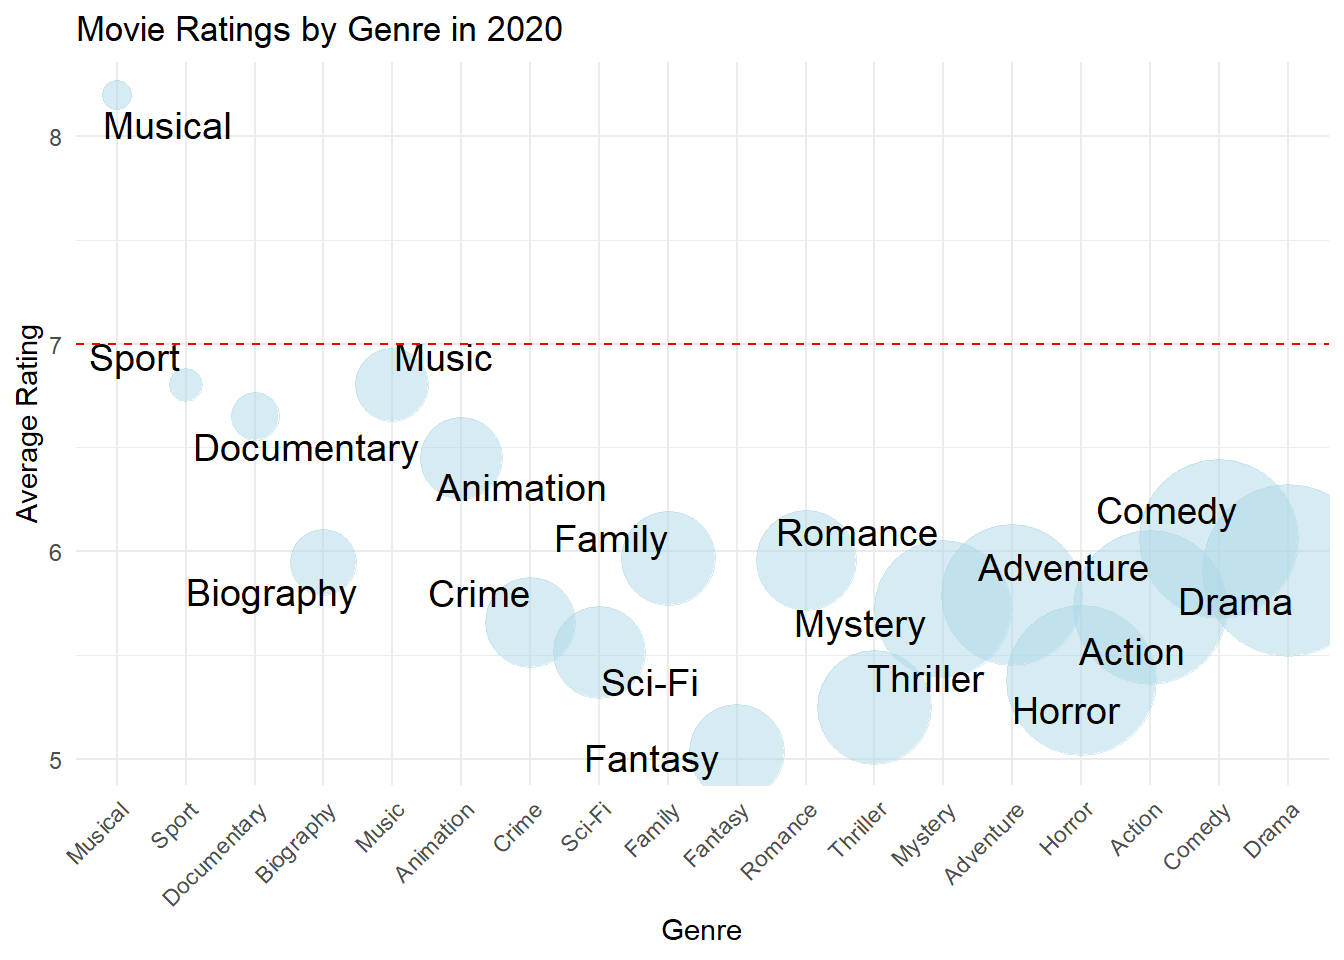 Movie Ratings by Genre in 2020
Average Rating
8
7
6
5
Musical
Sport
Music
Documentary
Animation
Comedy
Romance
Family
Adventure
Biography
Crime
Drama
Mystery
Action
Thriller
Sci-Fi
Horror
Fantasy
Musical
Sport
Documentary
Biography
Music
Animation
Crime
Sci-Fi
Family
Fantasy
Romance
Thriller
Mystery
Adventure
Horror
Action
Comedy
Drama
Genre